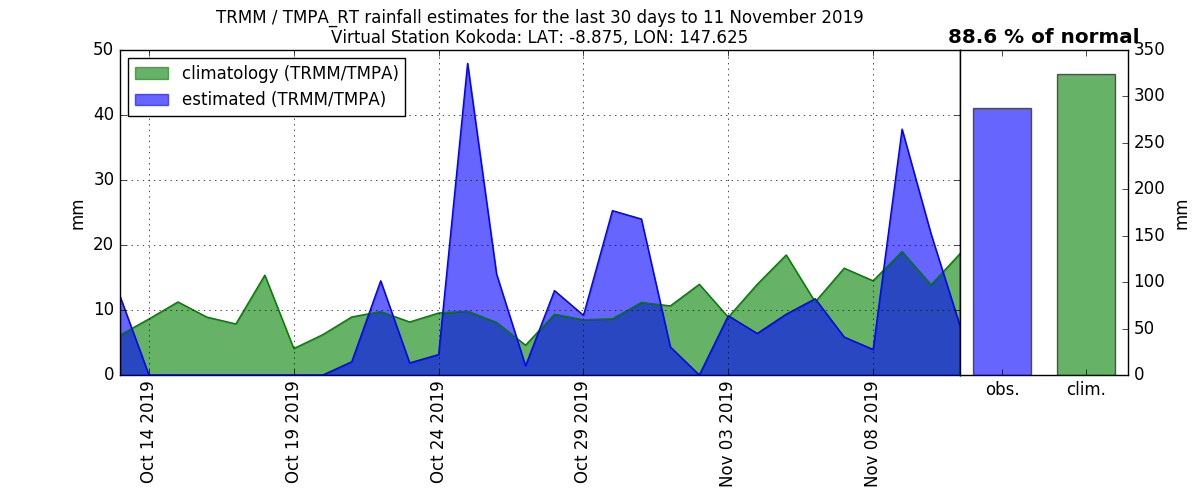 TRMM / TMPA_RT rainfall estimates for the last 30 days to 11 November 2019
Virtual Station Kokoda: LAT: -8.875, LON: 147.625
88.6 % of normal
climatology (TRMM/TMPA)
estimated (TRMM/TMPA)
50
40
30
20
10
0
mm
Oct 14 2019
Oct 19 2019
Oct 24 2019
Oct 29 2019
Nov 03 2019
Nov 08 2019
obs.
clim.
350
300
250
200
150
100
50
0
mm